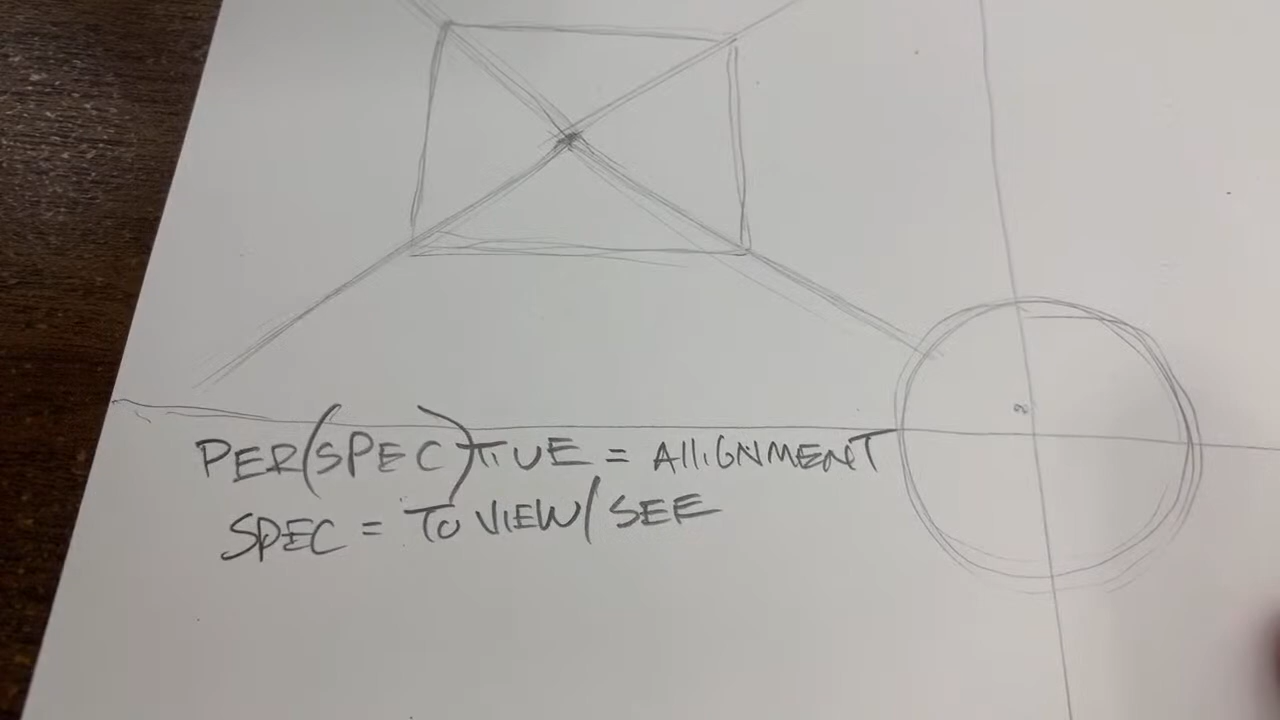 PER(SPEC)TIVE = ALLIGNMENT
SPEC = TO VIEW/SEE